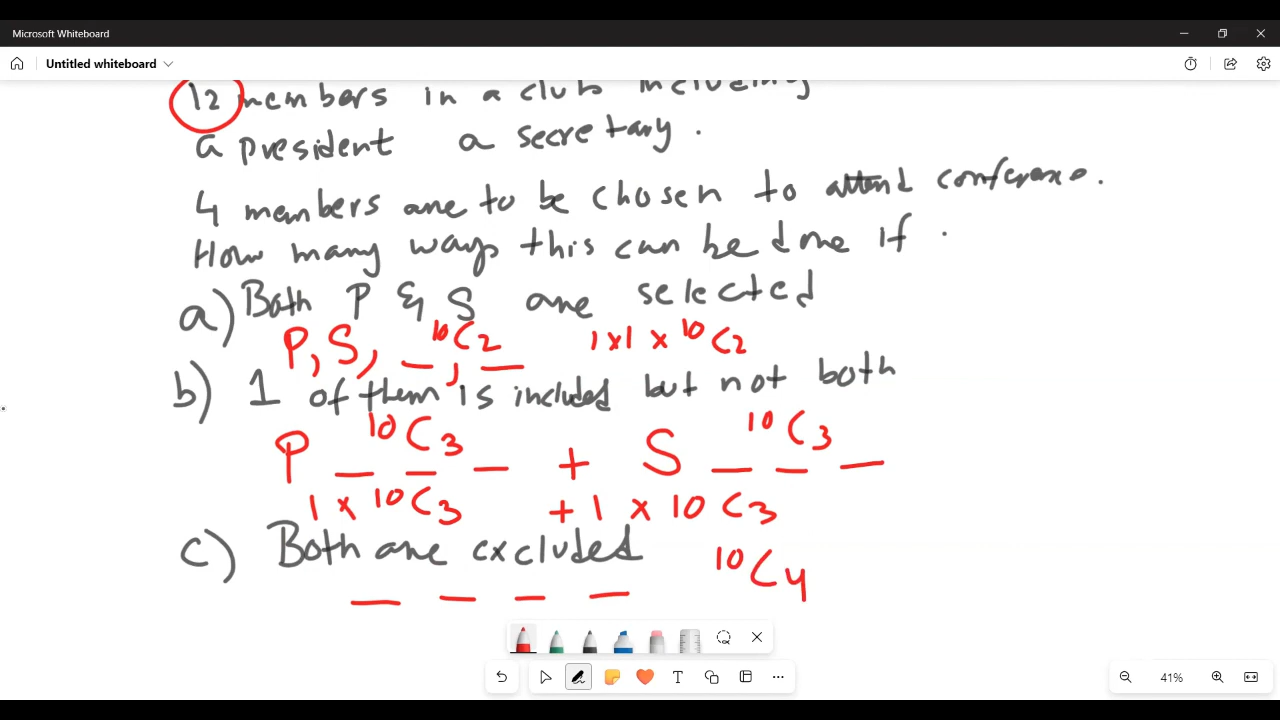 Microsoft Whiteboard
Untitled whiteboard
12 members in a club including
a president a secretary.
4 members are to be chosen to attend conference.
How many ways this can be done if
a) Both P & S are selected
P, S, _, _ 10C2 1x1 x 10C2
b) 1 of them is included but not both
P _ _ _ 10C3 + S _ _ _ 10C3
1 x 10C3 + 1 x 10C3
c) Both are excluded
_ _ _ _ 10C4
41%